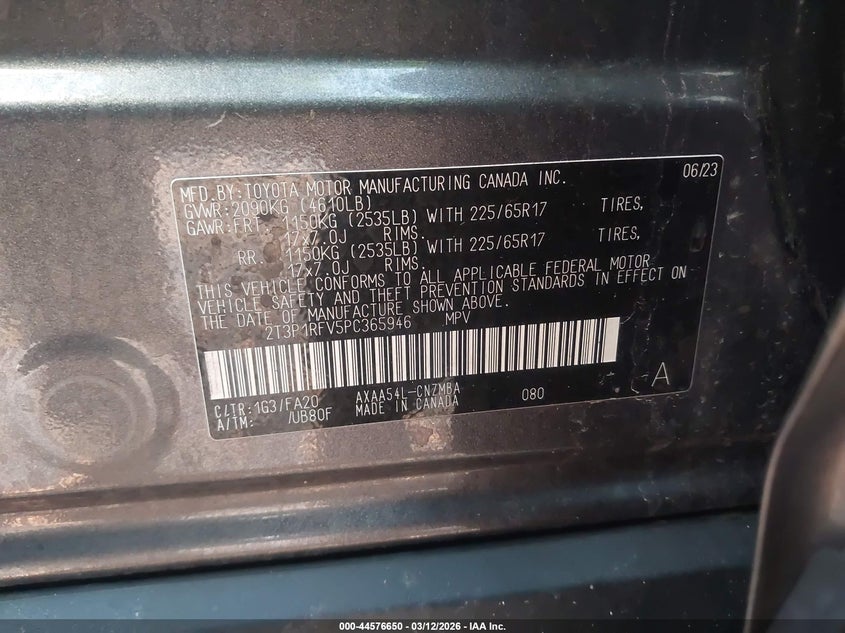 MFD.BY:TOYOTA MOTOR MANUFACTURING CANADA INC. 06/23
GVWR:2090KG (4610LB)
GAWR:FRT. 1150KG (2535LB) WITH 225/65R17 TIRES,
17x7.0J RIMS.
RR. 1150KG (2535LB) WITH 225/65R17 TIRES,
17x7.0J RIMS.
THIS VEHICLE CONFORMS TO ALL APPLICABLE FEDERAL MOTOR
VEHICLE SAFETY AND THEFT PREVENTION STANDARDS IN EFFECT ON
THE DATE OF MANUFACTURE SHOWN ABOVE.
2T3P1RFV5PC365946 MPV
C/TR:1G3/FA20 AXAA54L-CNZMBA 080 A
A/TM: /UB80F MADE IN CANADA
000-44576650 - 03/12/2026 - IAA Inc.